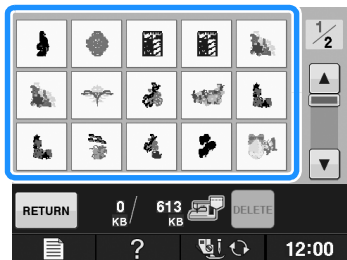 1/2
RETURN
0 KB / 613 KB
DELETE
? 12:00